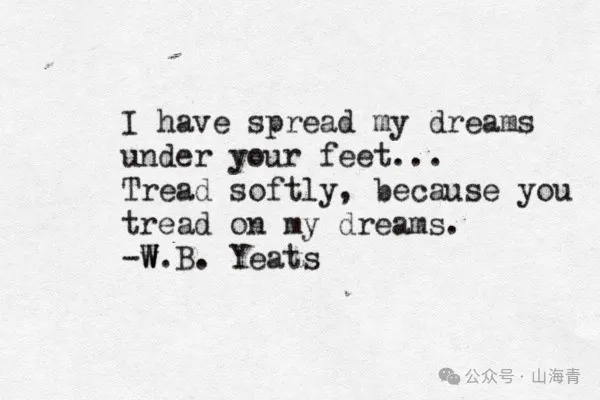 I have spread my dreams
under your feet...
Tread softly, because you
tread on my dreams.
-W.B. Yeats
公众号·山海青